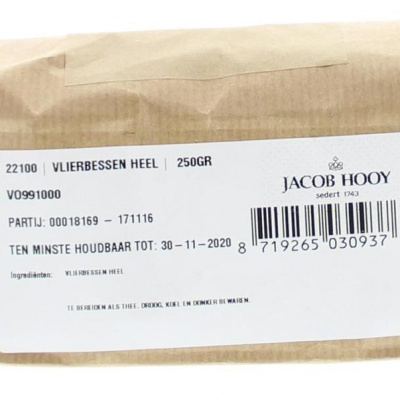 22100 | VLIERBESSEN HEEL | 250GR
VO991000
PARTIJ: 00018169 - 171116
TEN MINSTE HOUDBAAR TOT: 30-11-2020
Ingrediënten: VLIERBESSEN HEEL
TE BEREIDEN ALS THEE. DROOG, KOEL EN DONKER BEWAREN.
JACOB HOOY
sedert 1743
8 719265 030937